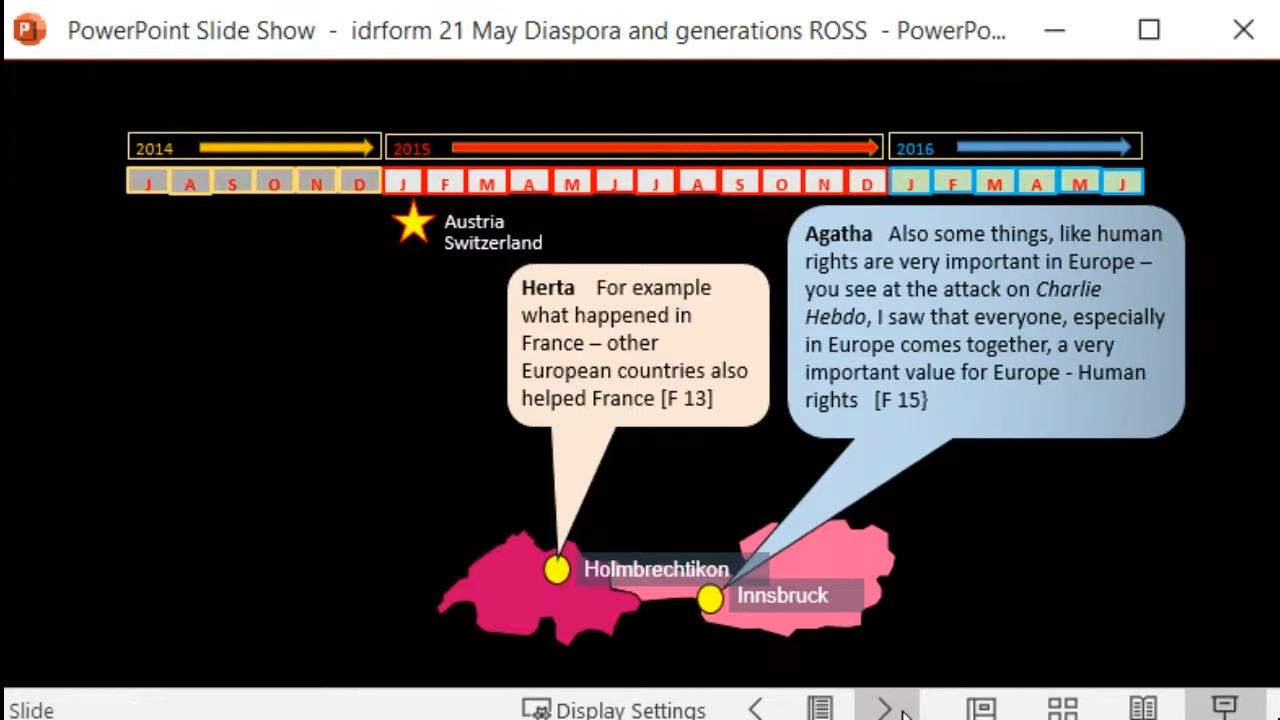 PowerPoint Slide Show - idrform 21 May Diaspora and generations ROSS - PowerPo...
2014 2015 2016
J A S O N D J F M A M J J A S O N D J F M A M J
Austria
Switzerland
Herta For example
what happened in
France – other
European countries also
helped France [F 13]
Agatha Also some things, like human
rights are very important in Europe –
you see at the attack on Charlie
Hebdo, I saw that everyone, especially
in Europe comes together, a very
important value for Europe - Human
rights [F 15}
Holmbrechtikon
Innsbruck
Slide Display Settings